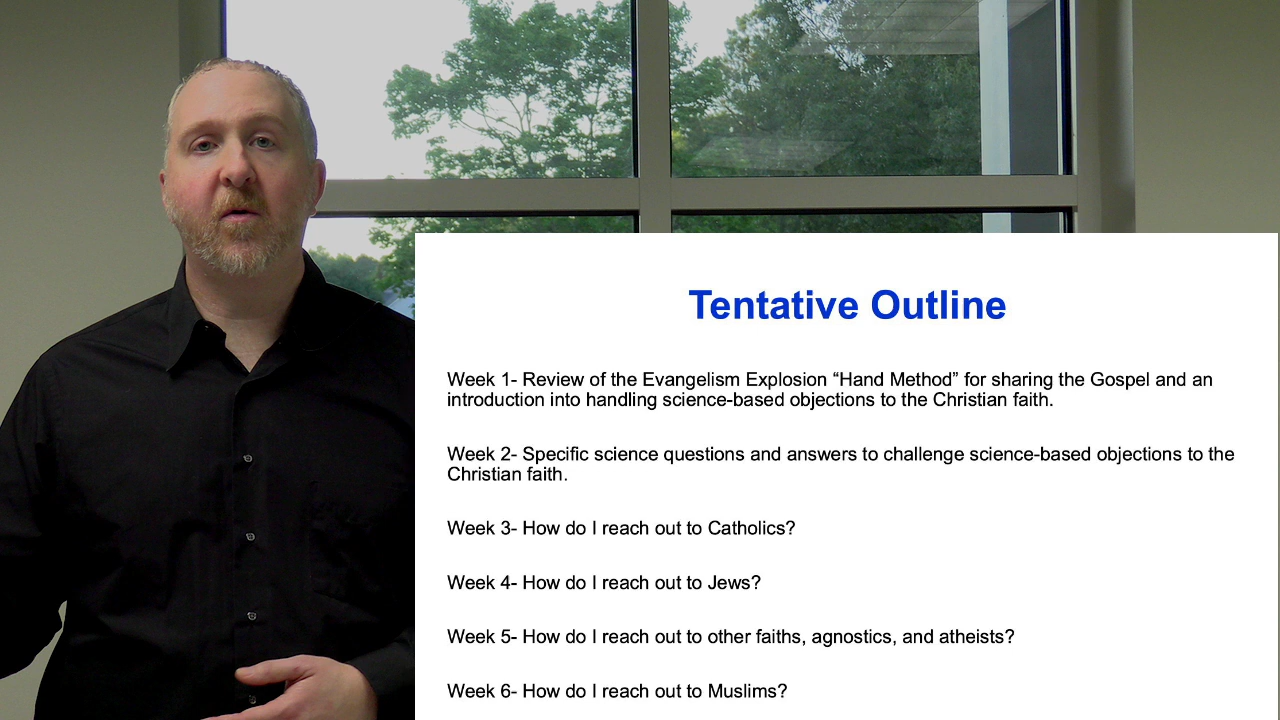 Tentative Outline
Week 1- Review of the Evangelism Explosion “Hand Method” for sharing the Gospel and an
introduction into handling science-based objections to the Christian faith.
Week 2- Specific science questions and answers to challenge science-based objections to the
Christian faith.
Week 3- How do I reach out to Catholics?
Week 4- How do I reach out to Jews?
Week 5- How do I reach out to other faiths, agnostics, and atheists?
Week 6- How do I reach out to Muslims?